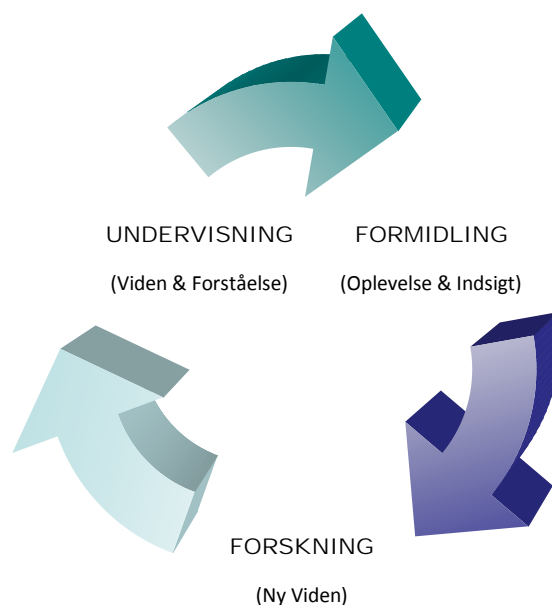 UNDERVISNING
FORMIDLING
(Viden & Forståelse)
(Oplevelse & Indsigt)
FORSKNING
(Ny Viden)